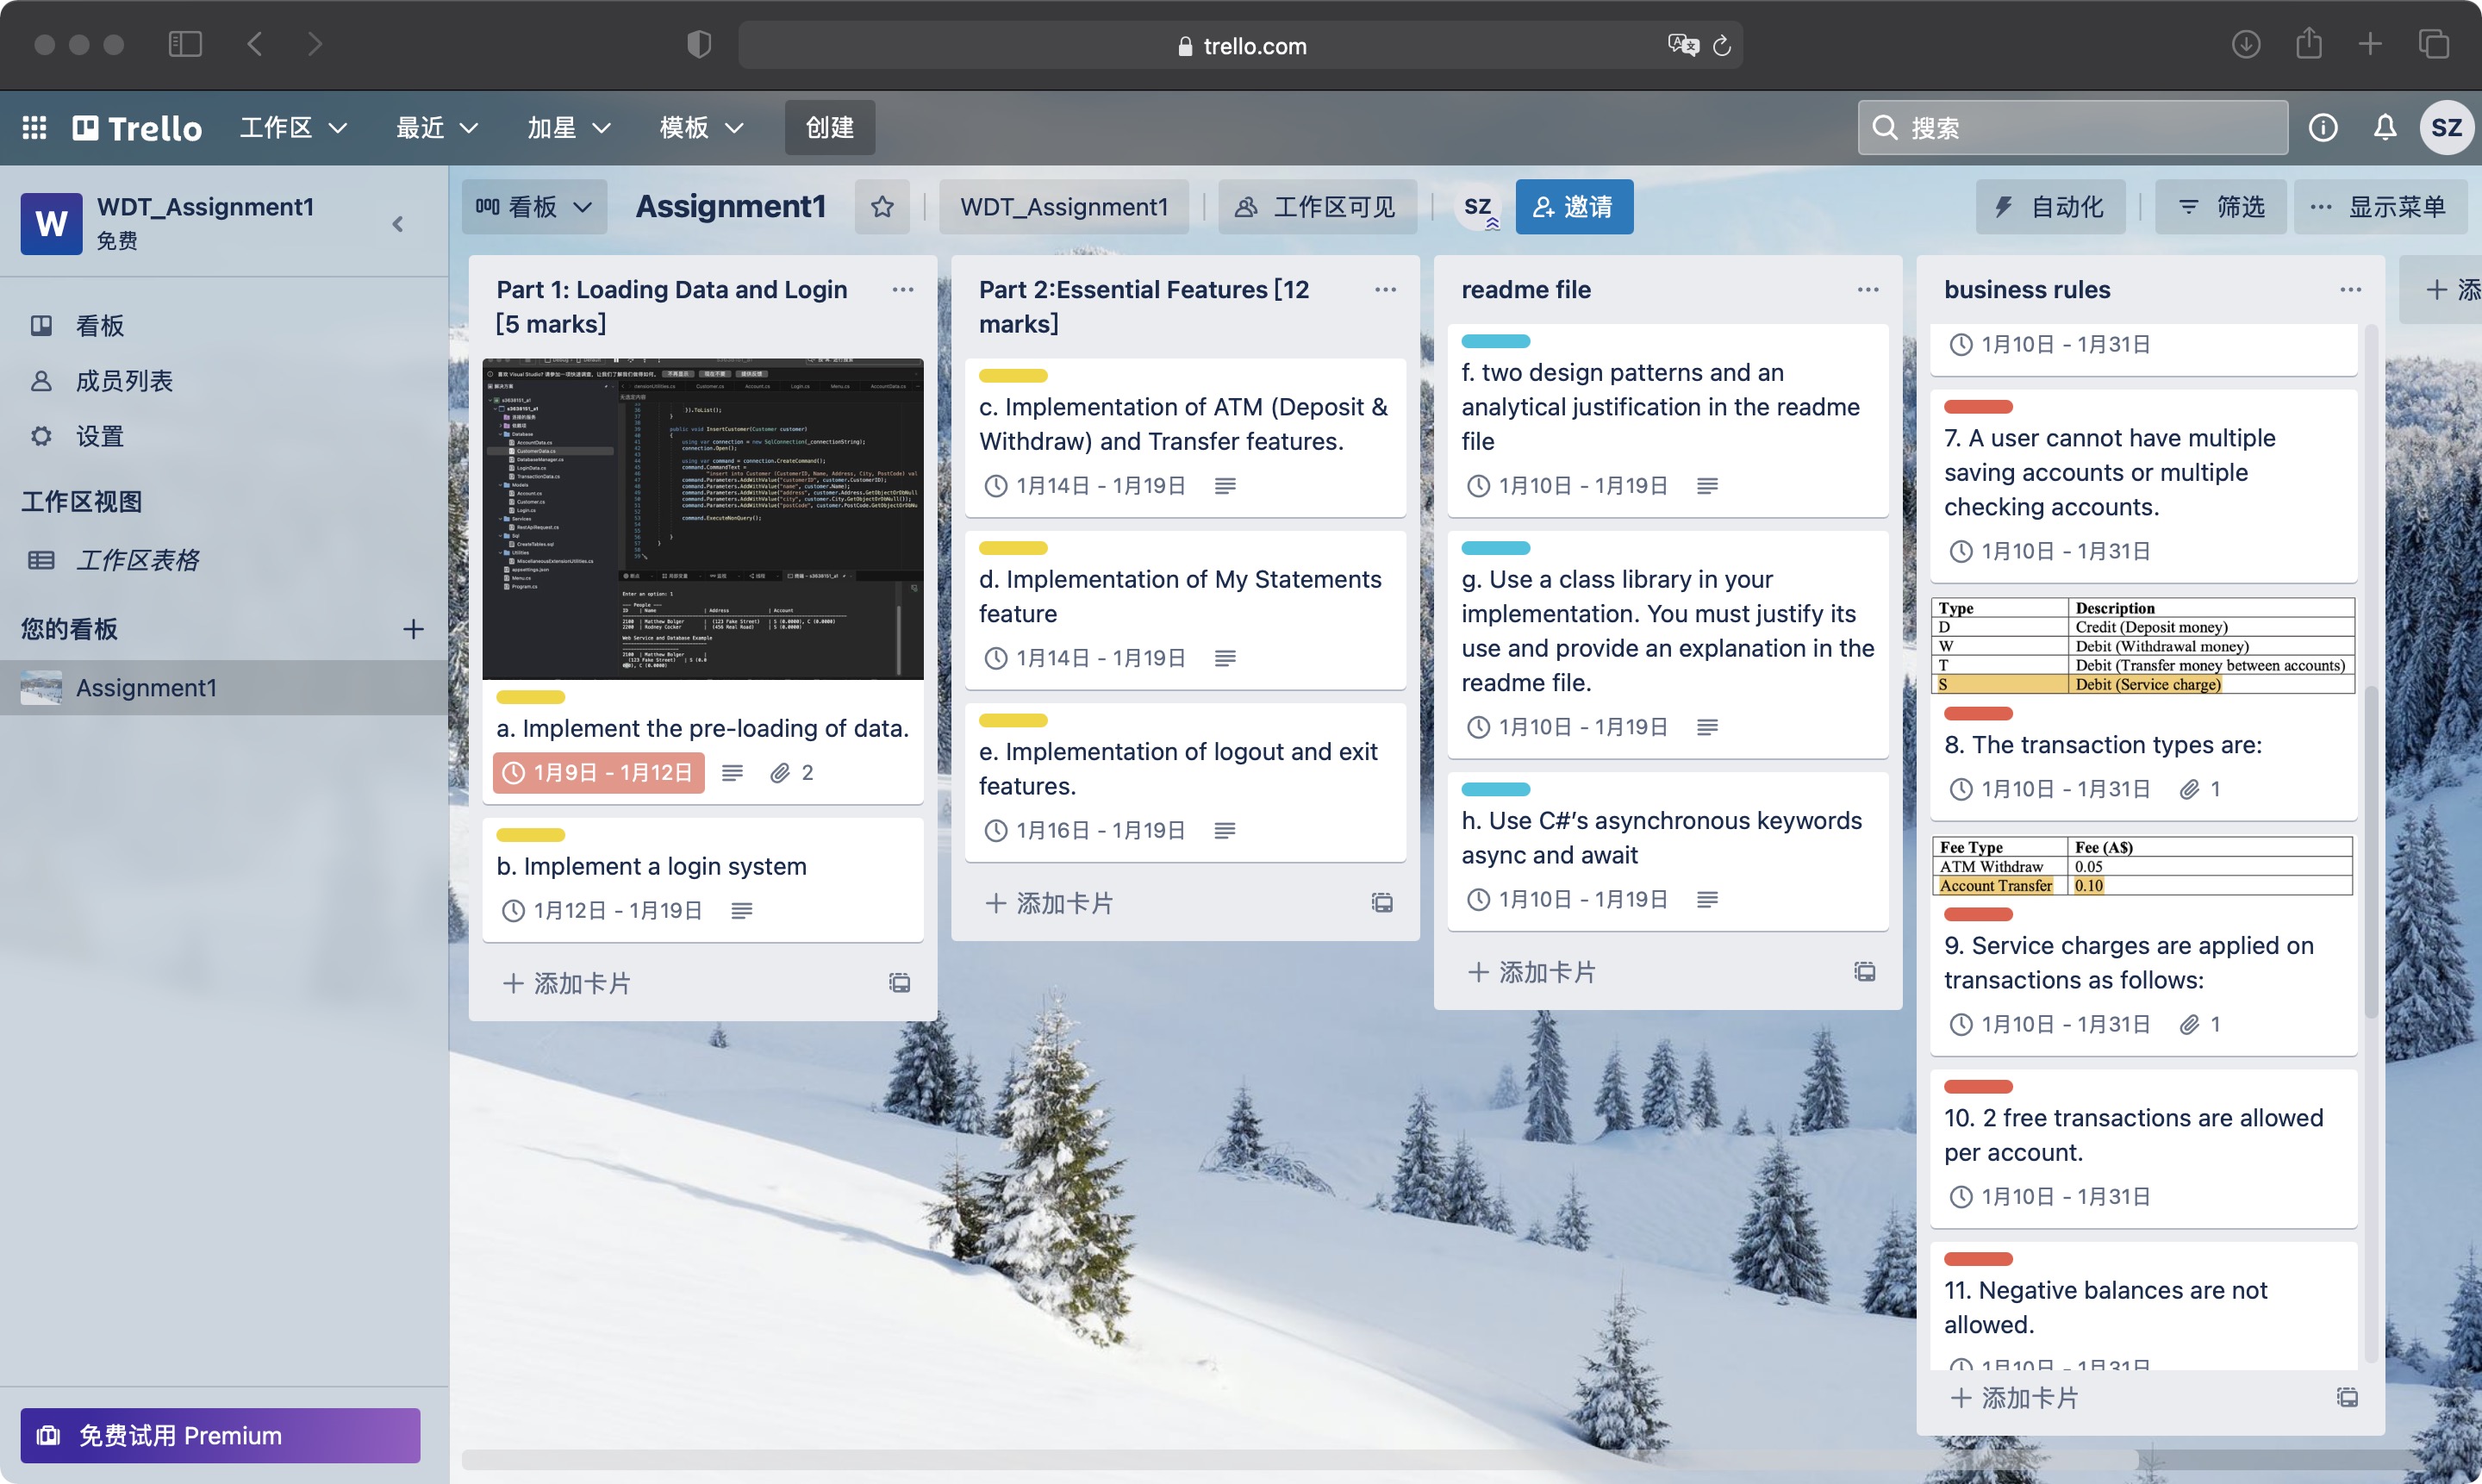 trello.com
Trello
工作区
最近
加星
模板
创建
搜索
SZ
W
WDT_Assignment1
免费
看板
成员列表
设置
工作区视图
工作区表格
您的看板
Assignment1
免费试用 Premium
看板
Assignment1
WDT_Assignment1
工作区可见
SZ
邀请
自动化
筛选
显示菜单
Part 1: Loading Data and Login
[5 marks]
a. Implement the pre-loading of data.
1月9日 - 1月12日
2
b. Implement a login system
1月12日 - 1月19日
添加卡片
Part 2:Essential Features [12
marks]
c. Implementation of ATM (Deposit &
Withdraw) and Transfer features.
1月14日 - 1月19日
d. Implementation of My Statements
feature
1月14日 - 1月19日
e. Implementation of logout and exit
features.
1月16日 - 1月19日
添加卡片
readme file
f. two design patterns and an
analytical justification in the readme
file
1月10日 - 1月19日
g. Use a class library in your
implementation. You must justify its
use and provide an explanation in the
readme file.
1月10日 - 1月19日
h. Use C#’s asynchronous keywords
async and await
1月10日 - 1月19日
添加卡片
business rules
1月10日 - 1月31日
7. A user cannot have multiple
saving accounts or multiple
checking accounts.
1月10日 - 1月31日
Type Description
D Credit (Deposit money)
W Debit (Withdrawal money)
T Debit (Transfer money between accounts)
S Debit (Service charge)
8. The transaction types are:
1月10日 - 1月31日
1
Fee Type Fee (A$)
ATM Withdraw 0.05
Account Transfer 0.10
9. Service charges are applied on
transactions as follows:
1月10日 - 1月31日
1
10. 2 free transactions are allowed
per account.
1月10日 - 1月31日
11. Negative balances are not
allowed.
1月10日 - 1月31日
添加卡片
添